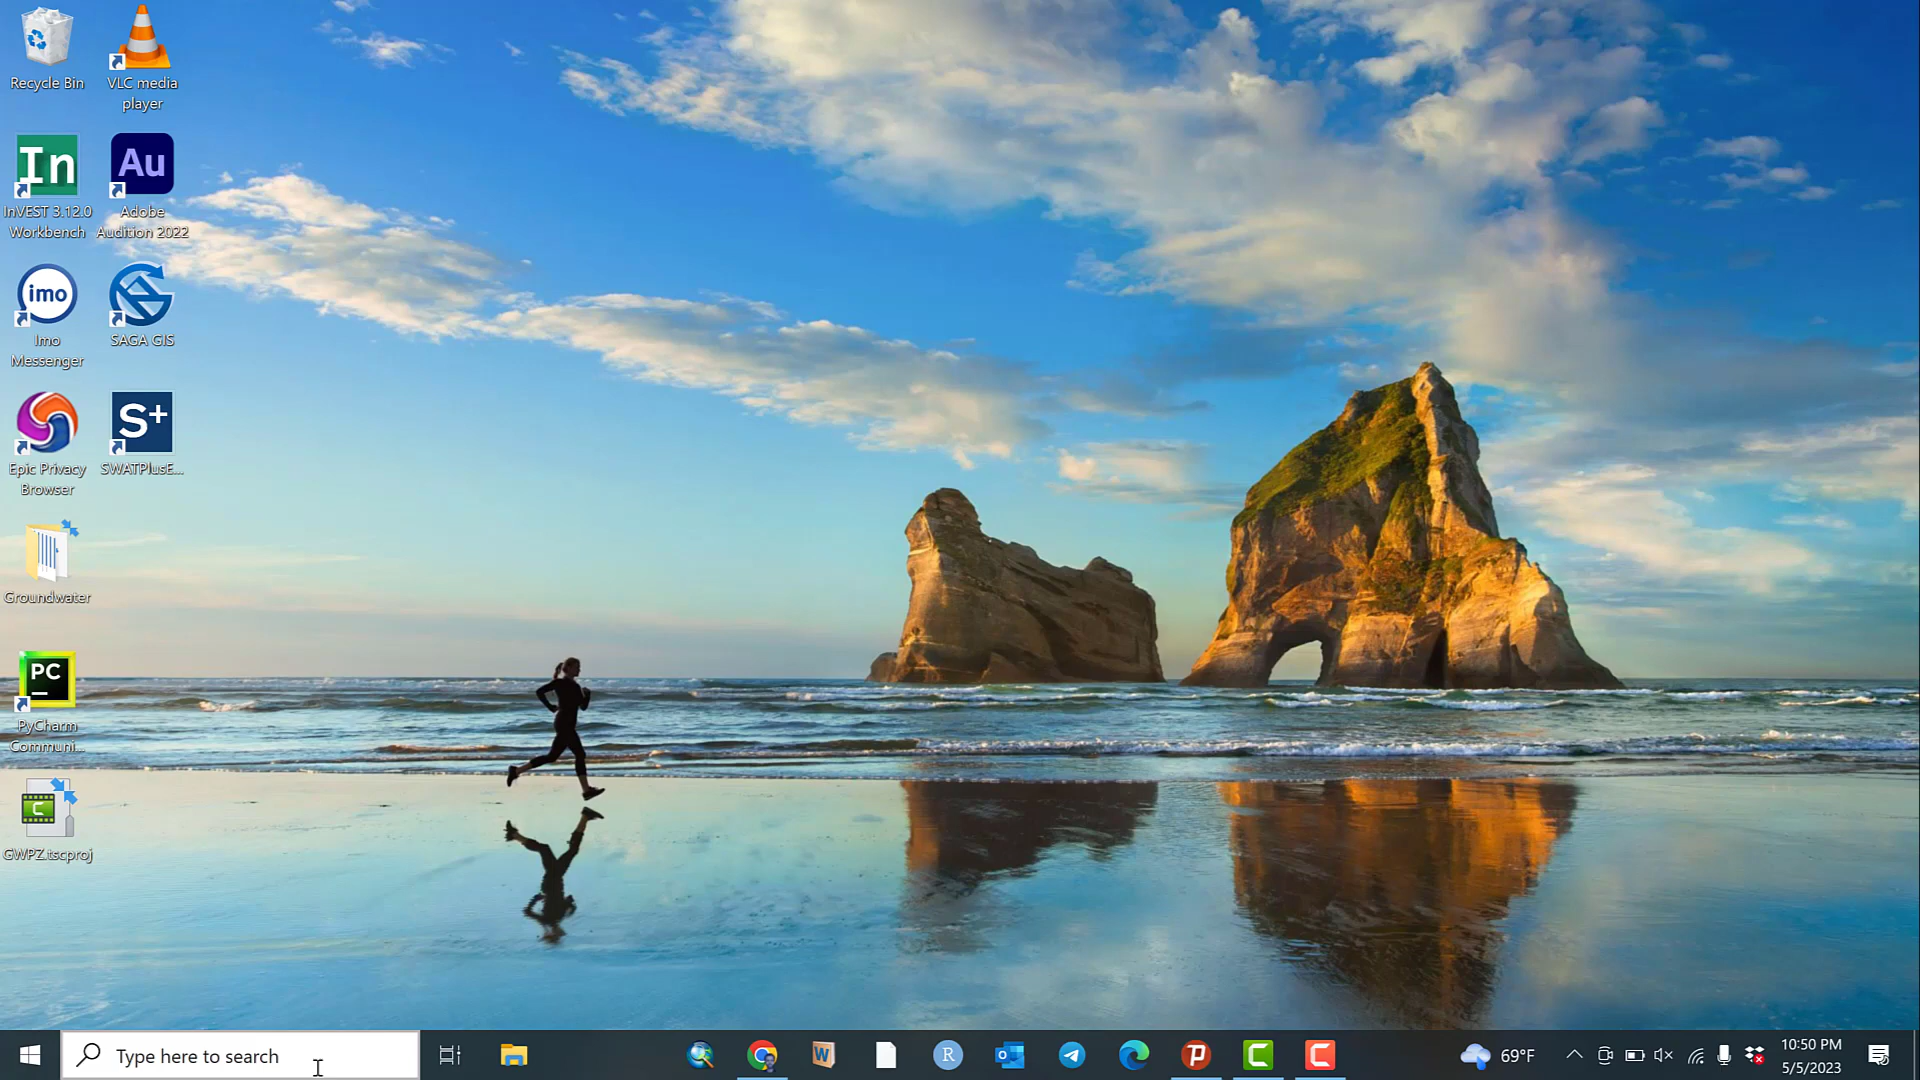 Recycle Bin
VLC media
player
In
InVEST 3.12.0
Workbench
Au
Adobe
Audition 2022
imo
Imo
Messenger
SAGA GIS
Epic Privacy
Browser
S+
SWATPlusE...
Groundwater
PC
PyCharm
Communi...
C
GWPZ.tscproj
Type here to search
W
R
P
C
C
69°F
10:50 PM
5/5/2023